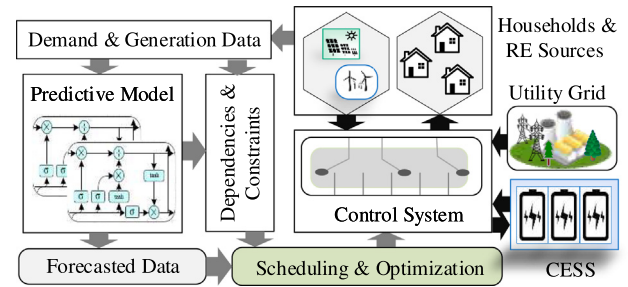 Demand & Generation Data
Households &
RE Sources
Predictive Model
Dependencies &
Constraints
Utility Grid
Control System
CESS
Forecasted Data
Scheduling & Optimization
σ
σ
σ
σ
tanh
tanh
σ